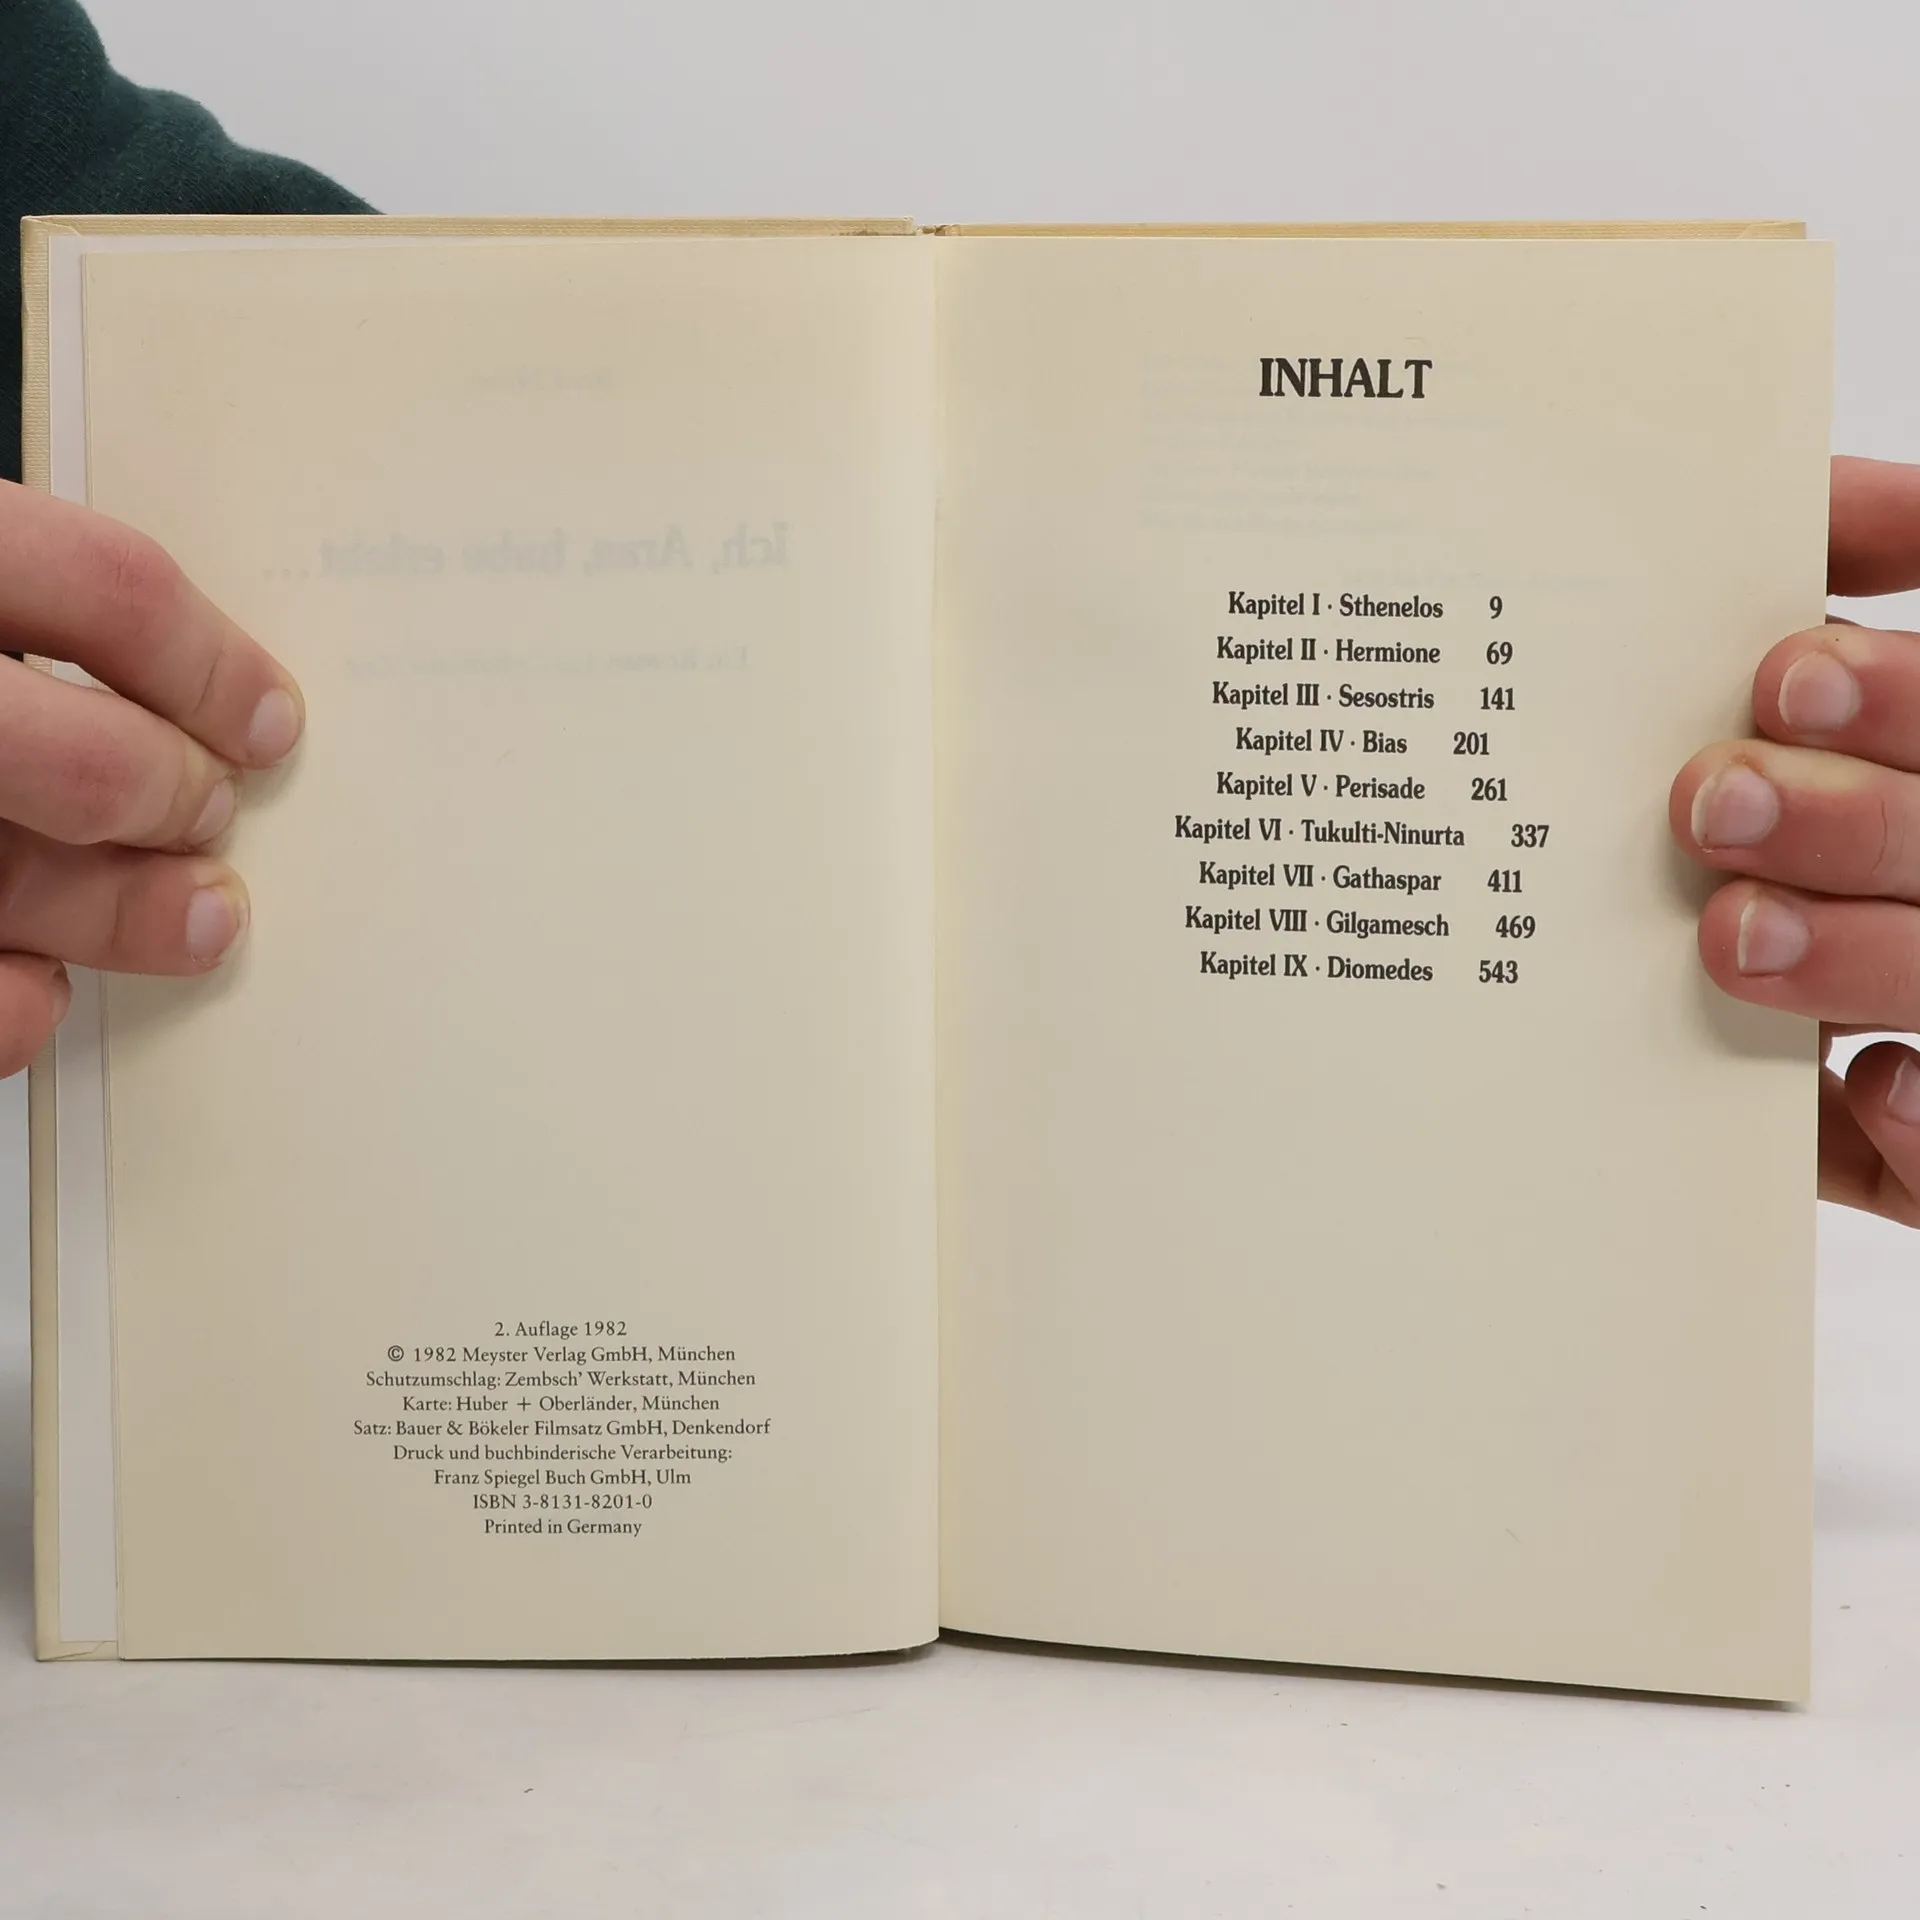 2. Auflage 1982
© 1982 Meyster Verlag GmbH, München
Schutzumschlag: Zembsch' Werkstatt, München
Karte: Huber + Oberländer, München
Satz: Bauer & Bökeler Filmsatz GmbH, Denkendorf
Druck und buchbinderische Verarbeitung:
Franz Spiegel Buch GmbH, Ulm
ISBN 3-8131-8201-0
Printed in Germany
INHALT
Kapitel I · Sthenelos 9
Kapitel II · Hermione 69
Kapitel III · Sesostris 141
Kapitel IV · Bias 201
Kapitel V · Perisade 261
Kapitel VI · Tukulti-Ninurta 337
Kapitel VII · Gathaspar 411
Kapitel VIII · Gilgamesch 469
Kapitel IX · Diomedes 543